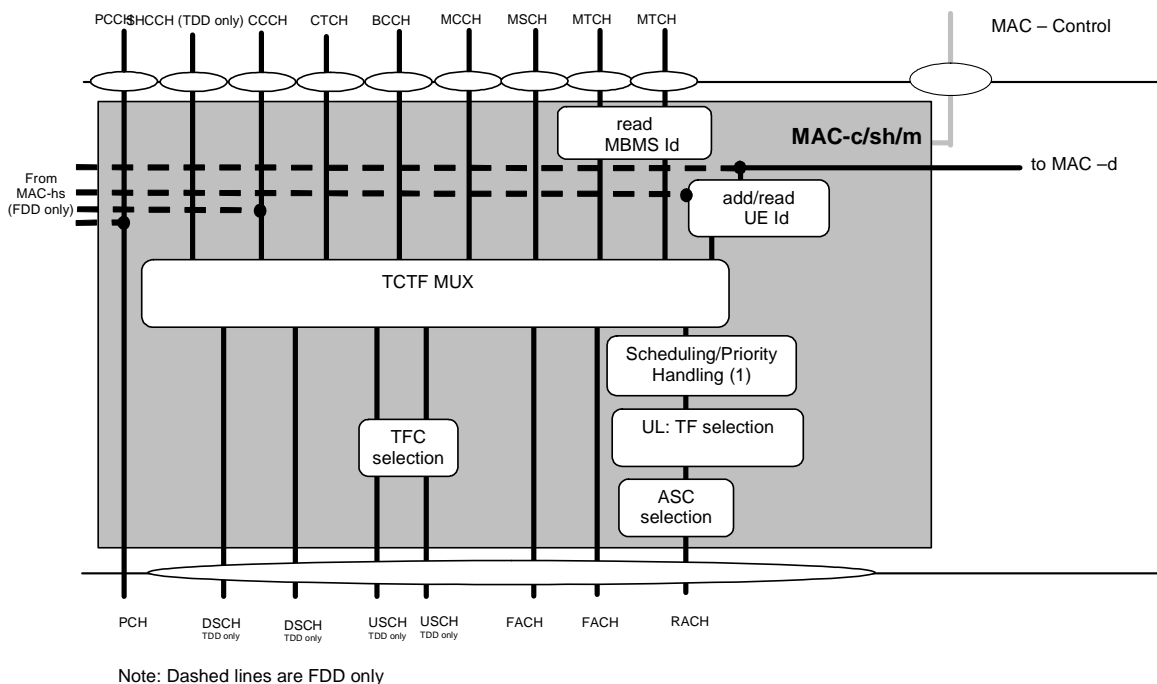 PCCH SHCCH (TDD only) CCCH CTCH BCCH MCCH MSCH MTCH MTCH
MAC – Control
read
MBMS Id
MAC-c/sh/m
From
MAC-hs
(FDD only)
to MAC –d
add/read
UE Id
TCTF MUX
Scheduling/Priority
Handling (1)
UL: TF selection
TFC
selection
ASC
selection
PCH DSCH DSCH USCH USCH FACH FACH RACH
TDD only TDD only TDD only TDD only
Note: Dashed lines are FDD only